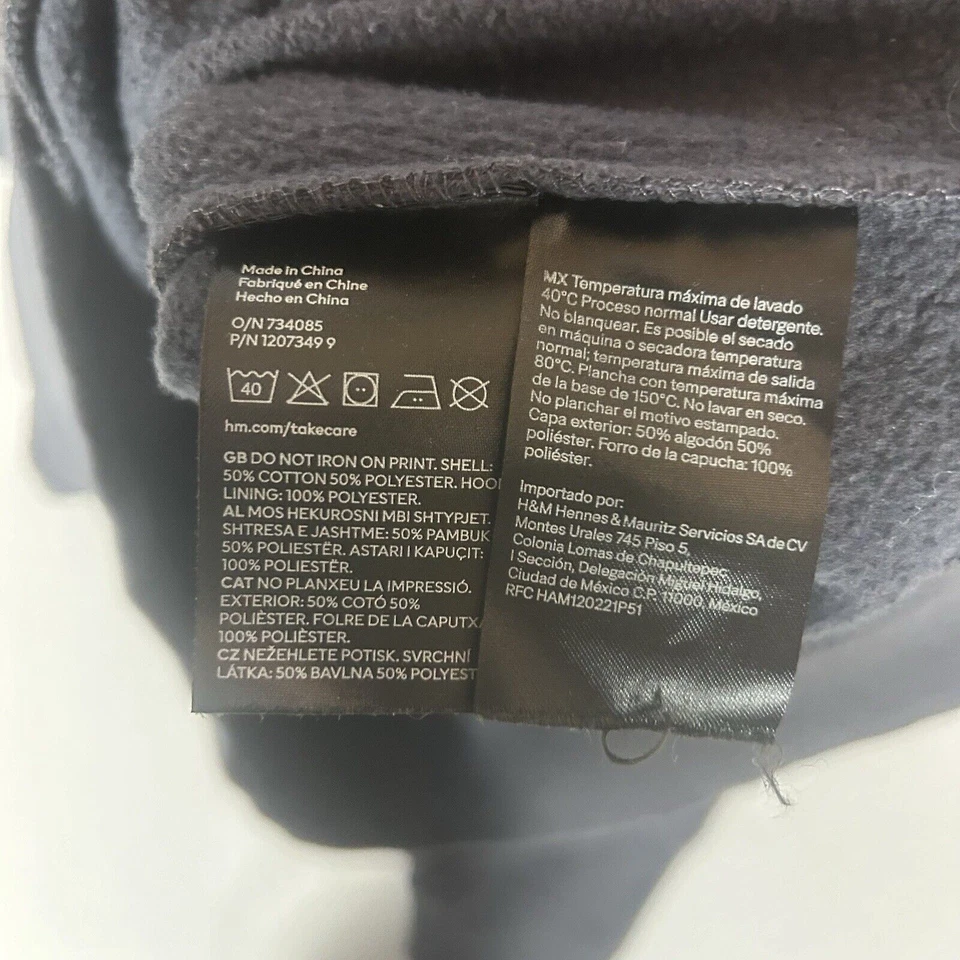 Made in China
Fabriqué en Chine
Hecho en China
O/N 734085
P/N 1207349 9
40
hm.com/takecare
GB DO NOT IRON ON PRINT. SHELL:
50% COTTON 50% POLYESTER. HOO
LINING: 100% POLYESTER.
AL MOS HEKUROSNI MBI SHTYPJET.
SHTRESA E JASHTME: 50% PAMBUK
50% POLIESTËR. ASTARI I KAPUÇIT:
100% POLIESTËR.
CAT NO PLANXEU LA IMPRESSIÓ.
EXTERIOR: 50% COTÓ 50%
POLIÈSTER. FOLRE DE LA CAPUTXA
100% POLIÈSTER.
CZ NEŽEHLETE POTISK. SVRCHNÍ
LÁTKA: 50% BAVLNA 50% POLYEST
MX Temperatura máxima de lavado
40°C Proceso normal Usar detergente.
No blanquear. Es posible el secado
en máquina o secadora temperatura
normal; temperatura máxima de salida
80°C. Plancha con temperatura máxima
de la base de 150°C. No lavar en seco.
No planchar el motivo estampado.
Capa exterior: 50% algodón 50%
poliéster. Forro de la capucha: 100%
poliéster.
Importado por:
H&M Hennes & Mauritz Servicios SA de CV
Montes Urales 745 Piso 5,
Colonia Lomas de Chapultepec,
I Sección, Delegación Miguel Hidalgo,
Ciudad de México C.P. 11000, México
RFC HAM120221P51